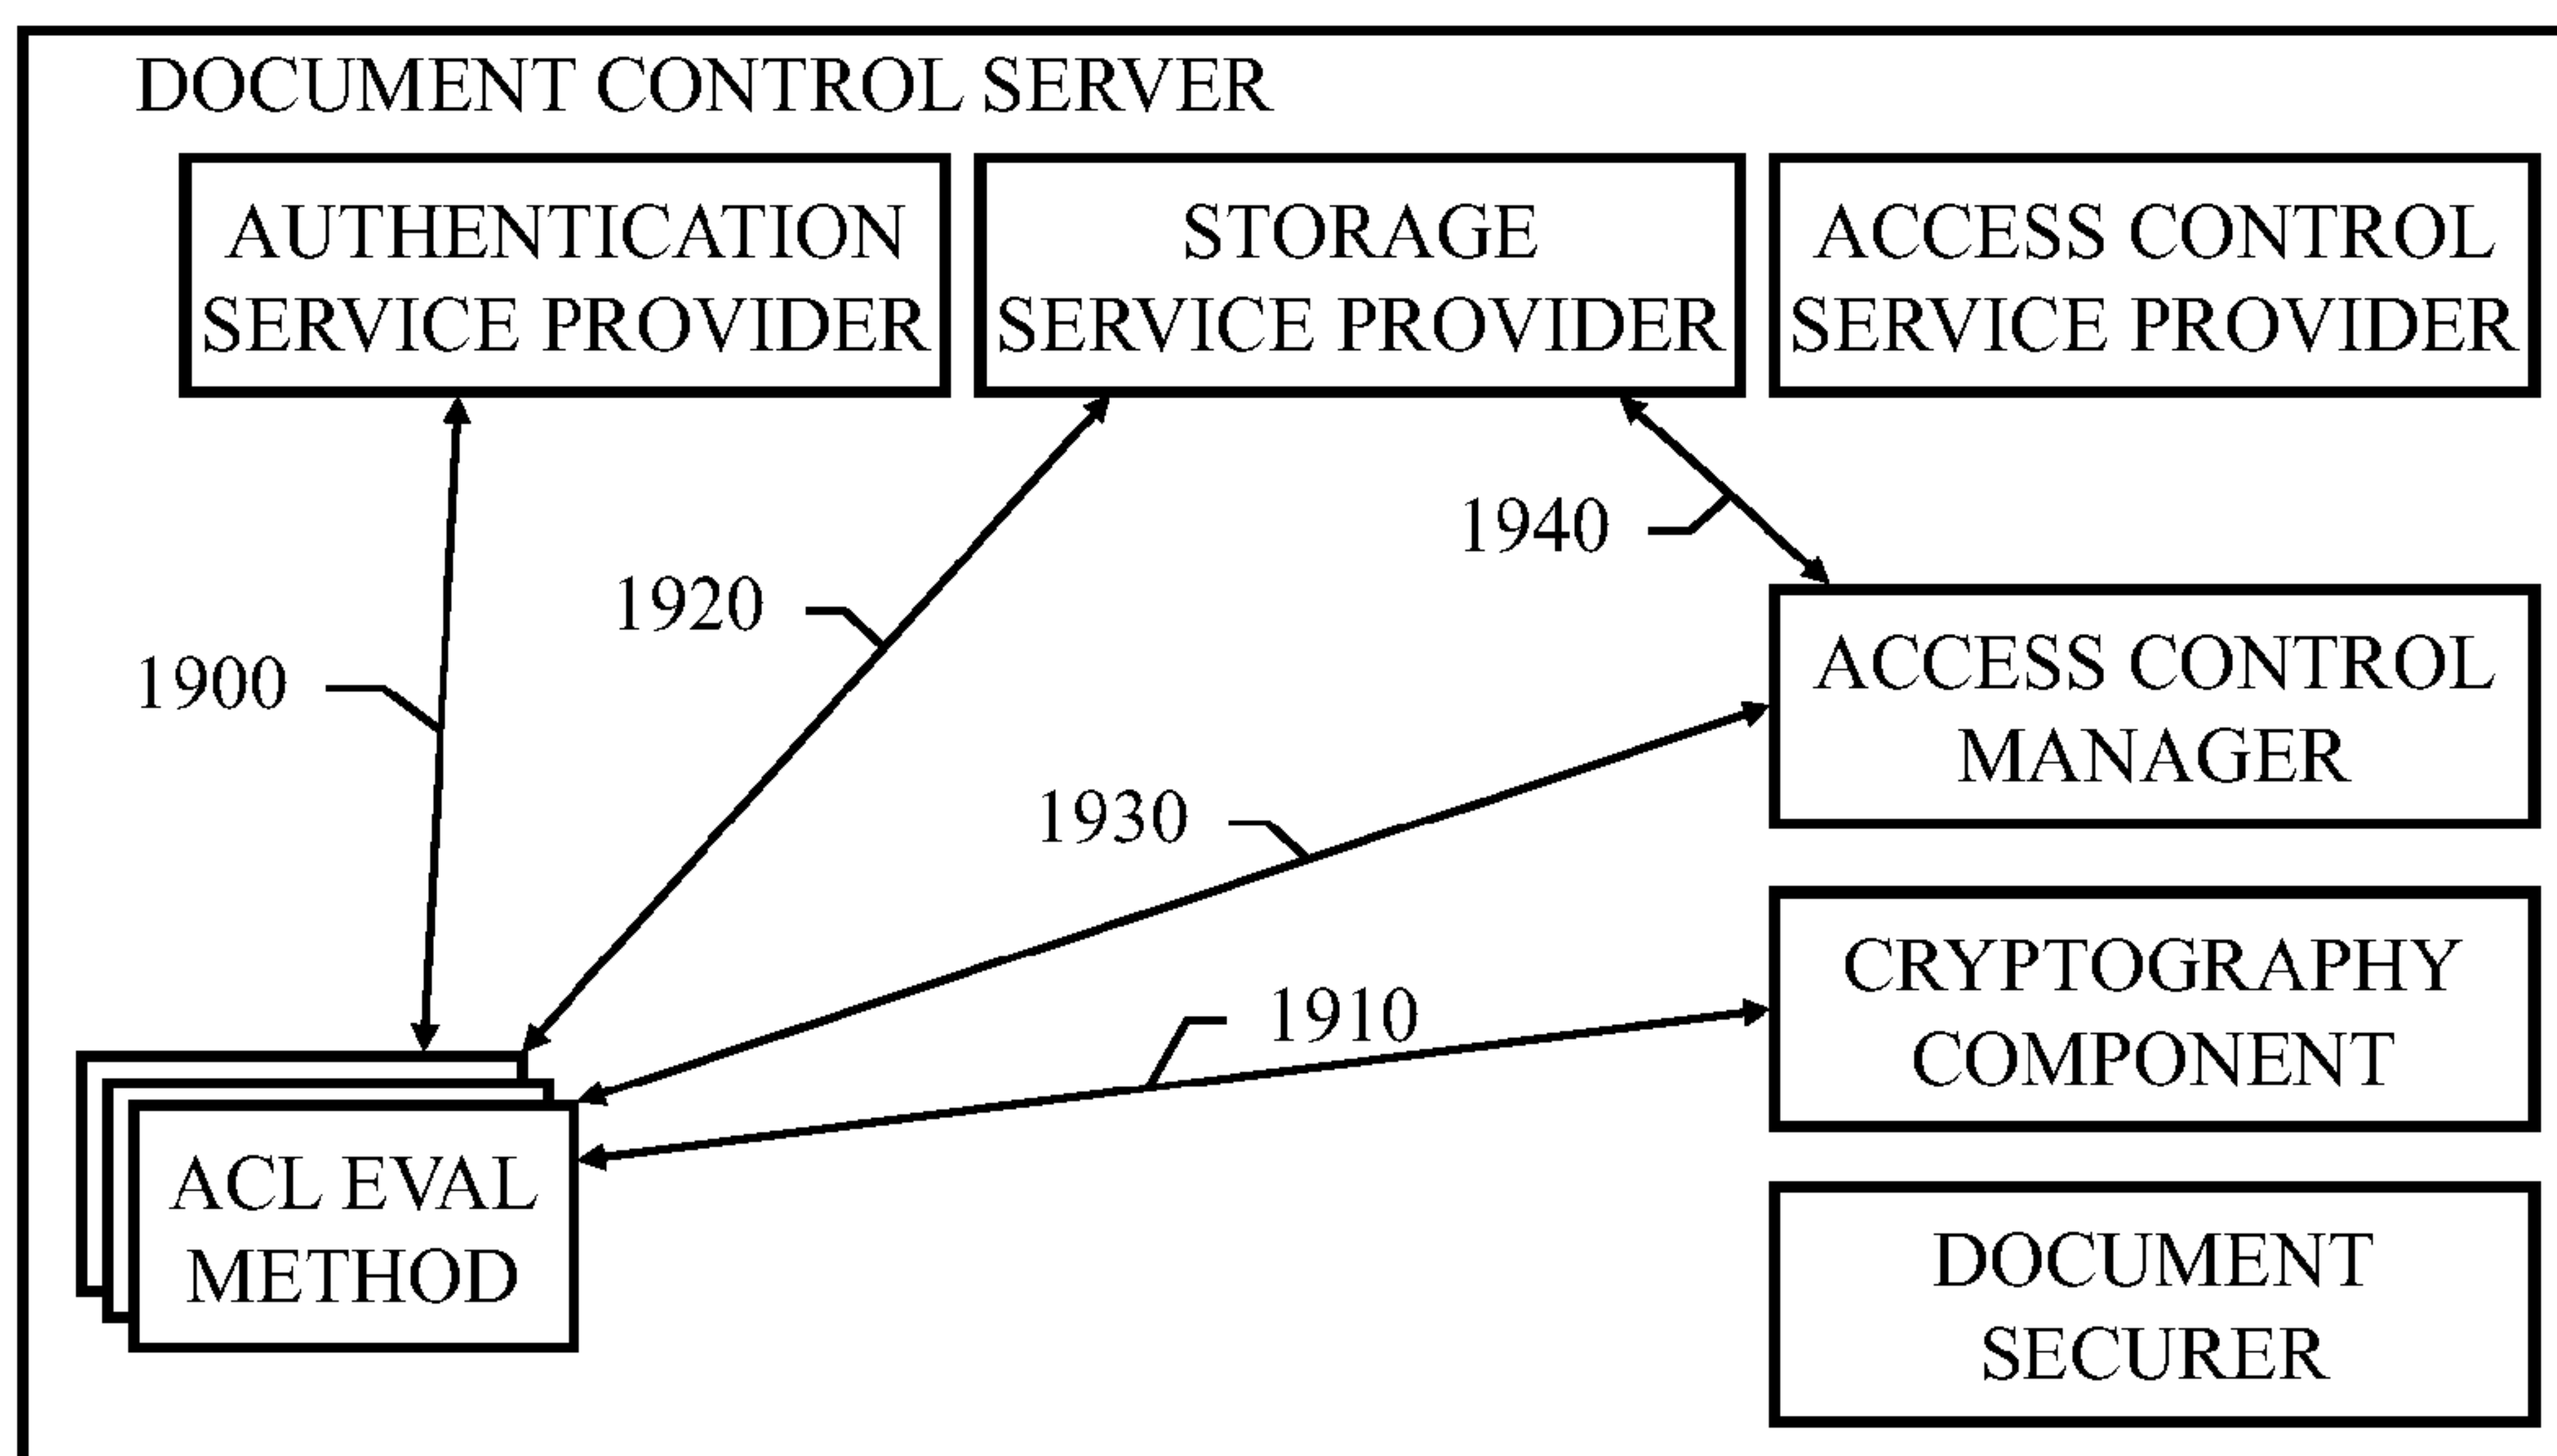 DOCUMENT CONTROL SERVER
AUTHENTICATION
SERVICE PROVIDER
STORAGE
SERVICE PROVIDER
ACCESS CONTROL
SERVICE PROVIDER
1940
1920
1900
ACCESS CONTROL
MANAGER
1930
CRYPTOGRAPHY
COMPONENT
1910
ACL EVAL
METHOD
DOCUMENT
SECURER